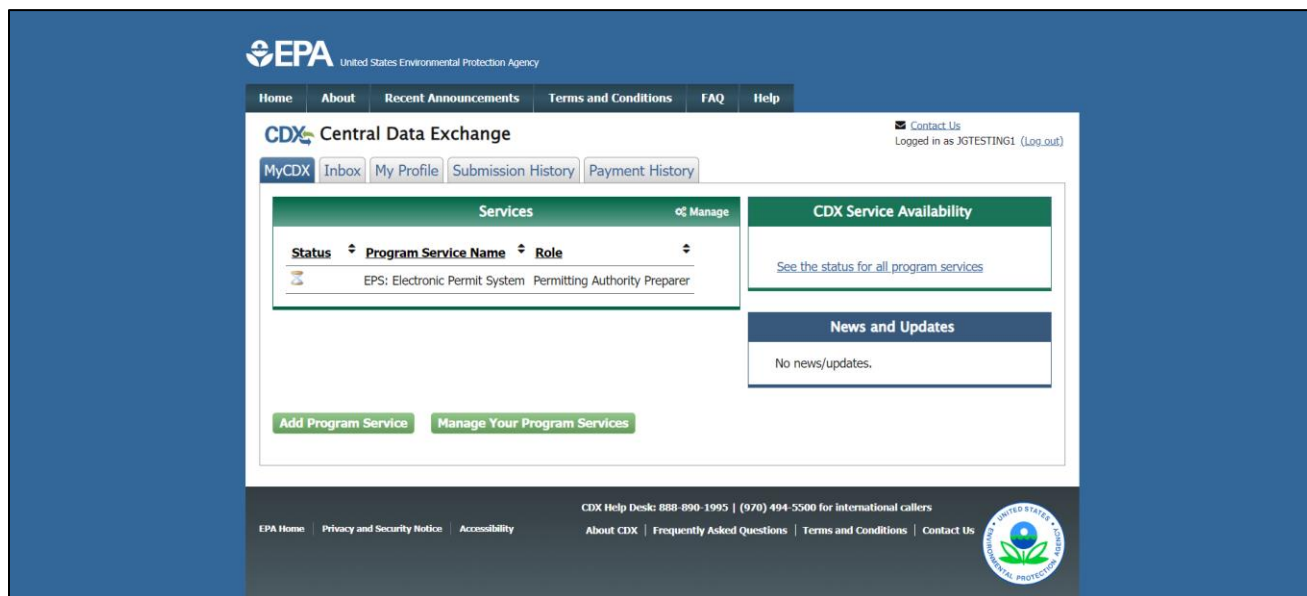 EPA United States Environmental Protection Agency
Home About Recent Announcements Terms and Conditions FAQ Help
CDX Central Data Exchange
Contact Us
Logged in as JGTESTING1 (Log out)
MyCDX Inbox My Profile Submission History Payment History
Services Manage
Status Program Service Name Role
EPS: Electronic Permit System Permitting Authority Preparer
CDX Service Availability
See the status for all program services
News and Updates
No news/updates.
Add Program Service Manage Your Program Services
CDX Help Desk: 888-890-1995 | (970) 494-5500 for international callers
EPA Home | Privacy and Security Notice | Accessibility
About CDX | Frequently Asked Questions | Terms and Conditions | Contact Us
UNITED STATES
ENVIRONMENTAL PROTECTION AGENCY